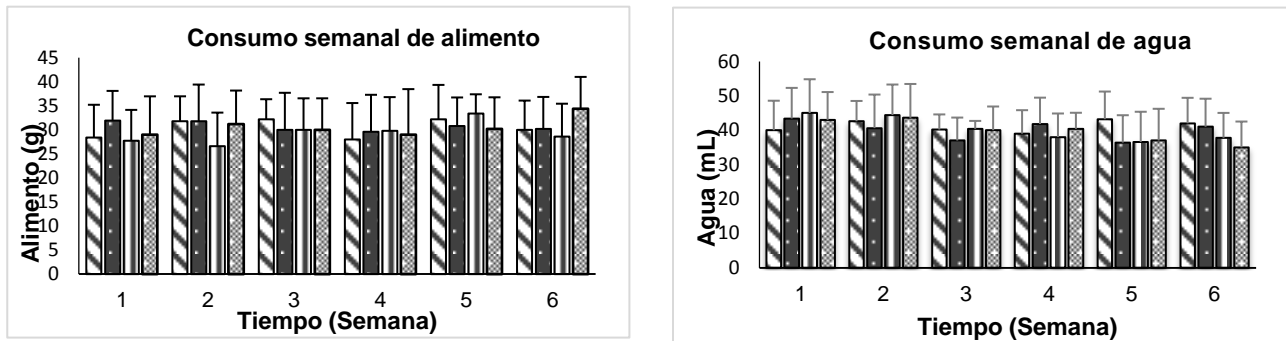 Consumo semanal de alimento
45
40
35
30
25
20
15
10
5
0
Alimento (g)
1 2 3 4 5 6
Tiempo (Semana)
Consumo semanal de agua
60
50
40
30
20
10
0
Agua (mL)
1 2 3 4 5 6
Tiempo (Semana)